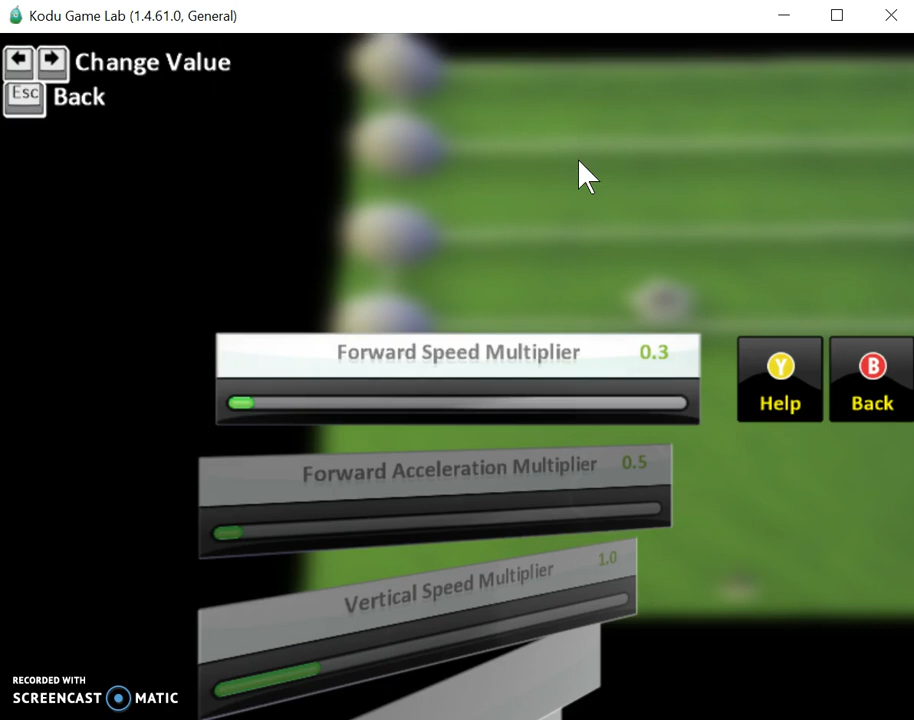 Kodu Game Lab (1.4.61.0, General)
Change Value
Esc
Back
Forward Speed Multiplier 0.3
Y
Help
B
Back
Forward Acceleration Multiplier 0.5
Vertical Speed Multiplier 1.0
RECORDED WITH
SCREENCAST MATIC